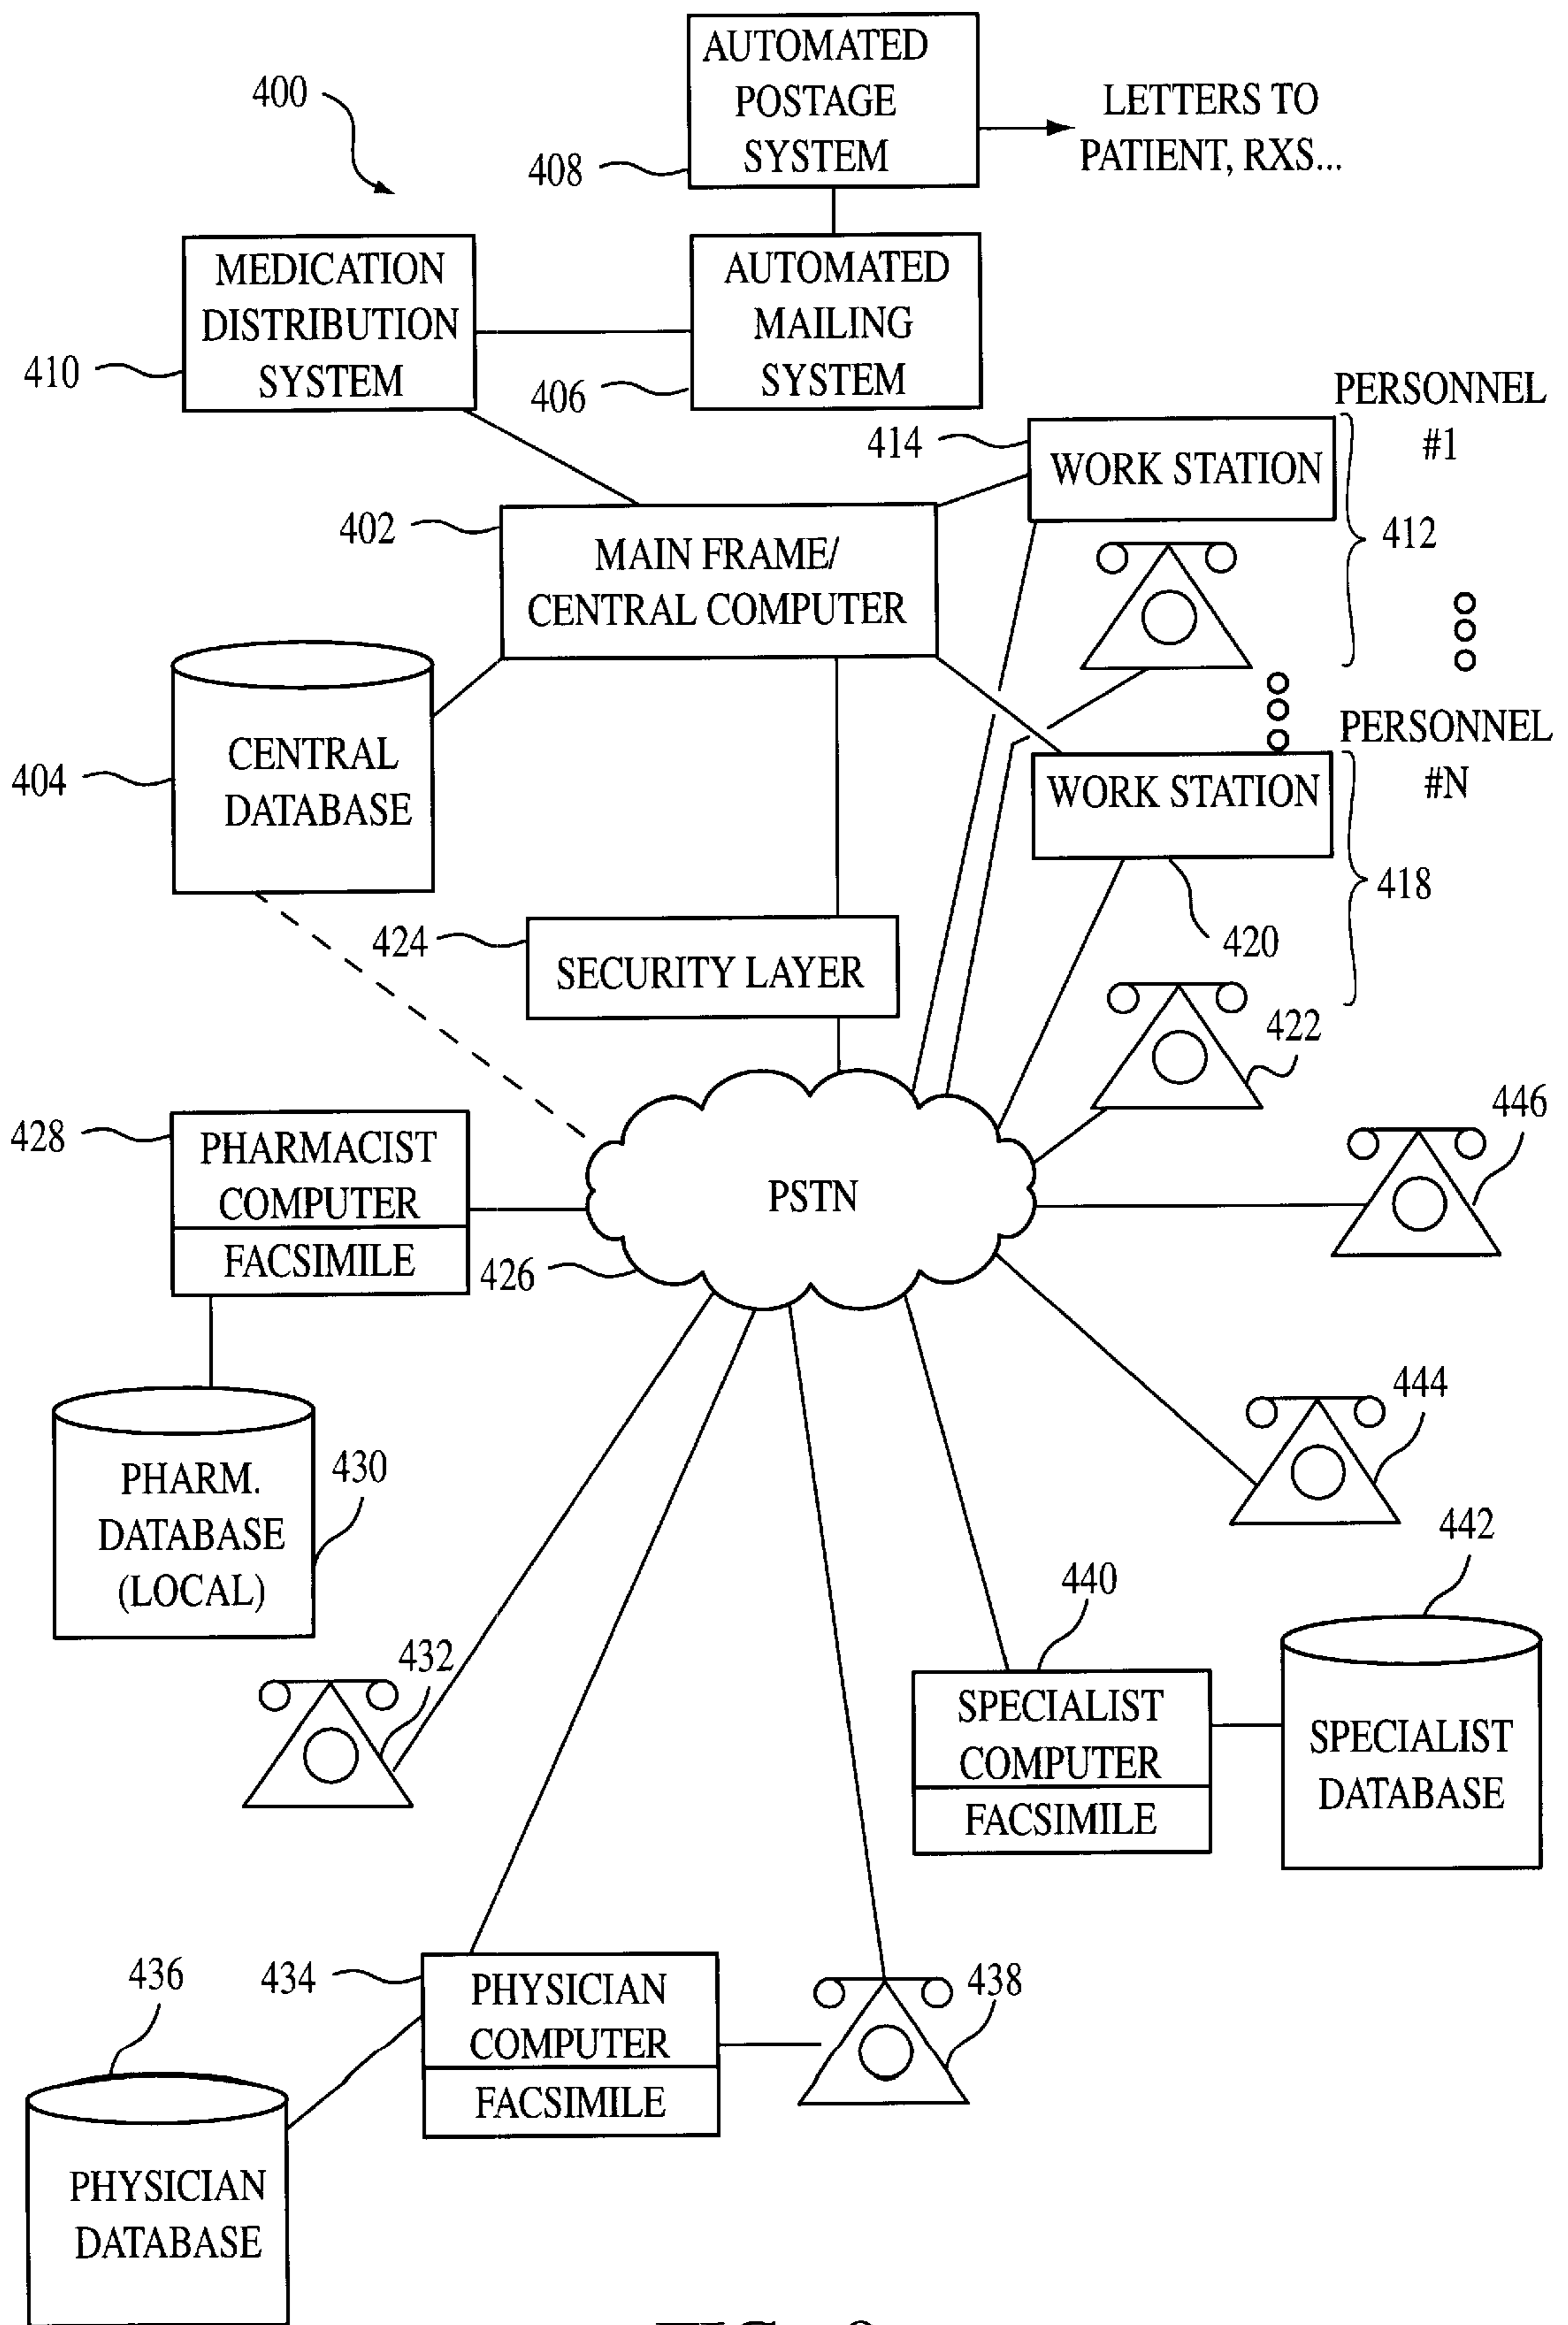 400
AUTOMATED
POSTAGE
SYSTEM
408
LETTERS TO
PATIENT, RXS...
MEDICATION
DISTRIBUTION
SYSTEM
410
AUTOMATED
MAILING
SYSTEM
406
414
WORK STATION
PERSONNEL
#1
412
402
MAIN FRAME/
CENTRAL COMPUTER
404
CENTRAL
DATABASE
PERSONNEL
#N
WORK STATION
418
420
424
SECURITY LAYER
422
446
428
PHARMACIST
COMPUTER
FACSIMILE
PSTN
426
444
430
PHARM.
DATABASE
(LOCAL)
442
440
432
SPECIALIST
COMPUTER
FACSIMILE
SPECIALIST
DATABASE
436
434
PHYSICIAN
COMPUTER
FACSIMILE
438
PHYSICIAN
DATABASE